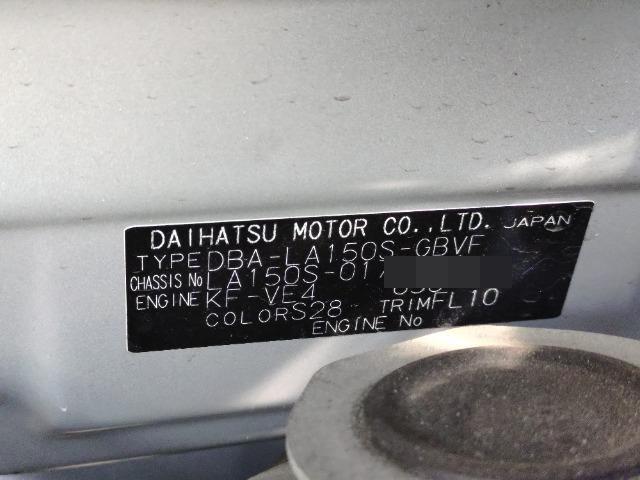 DAIHATSU MOTOR CO.,LTD. JAPAN
TYPE DBA-LA150S-GBVF
CHASSIS No LA150S-017
ENGINE KF-VE4
COLOR S28 TRIM FL10
ENGINE No